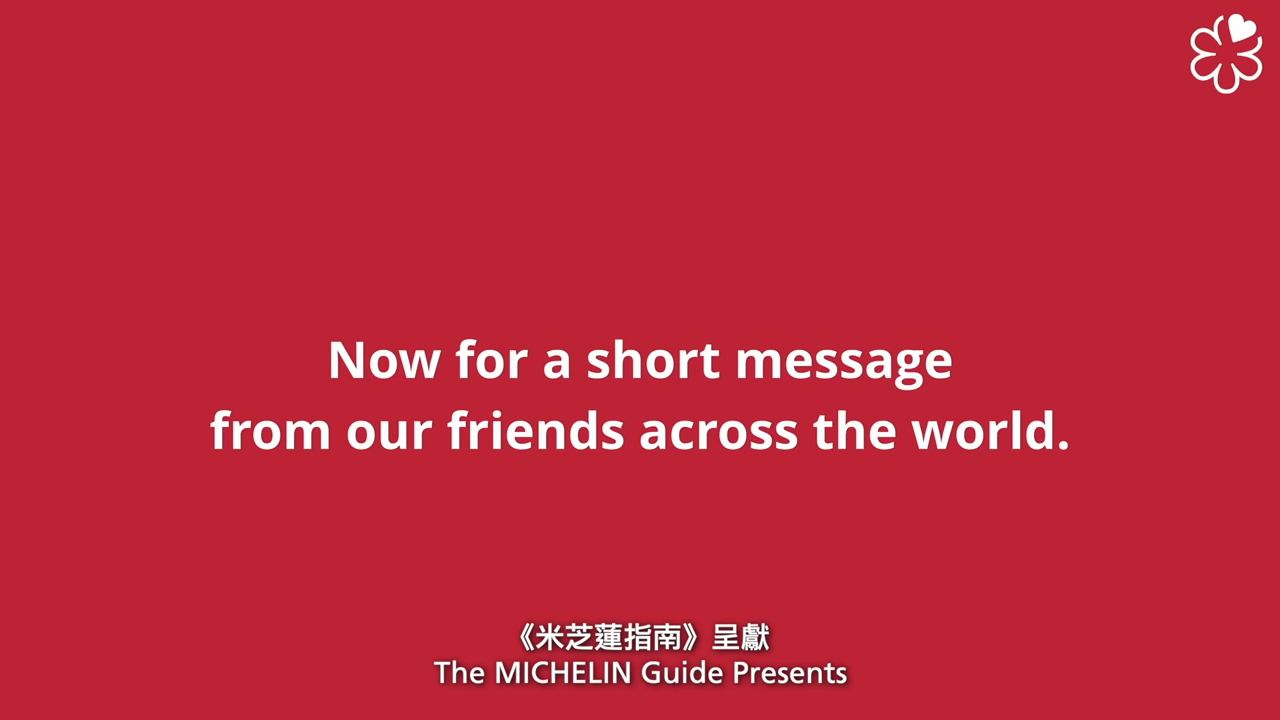 Now for a short message
from our friends across the world.
《米芝蓮指南》呈獻
The MICHELIN Guide Presents